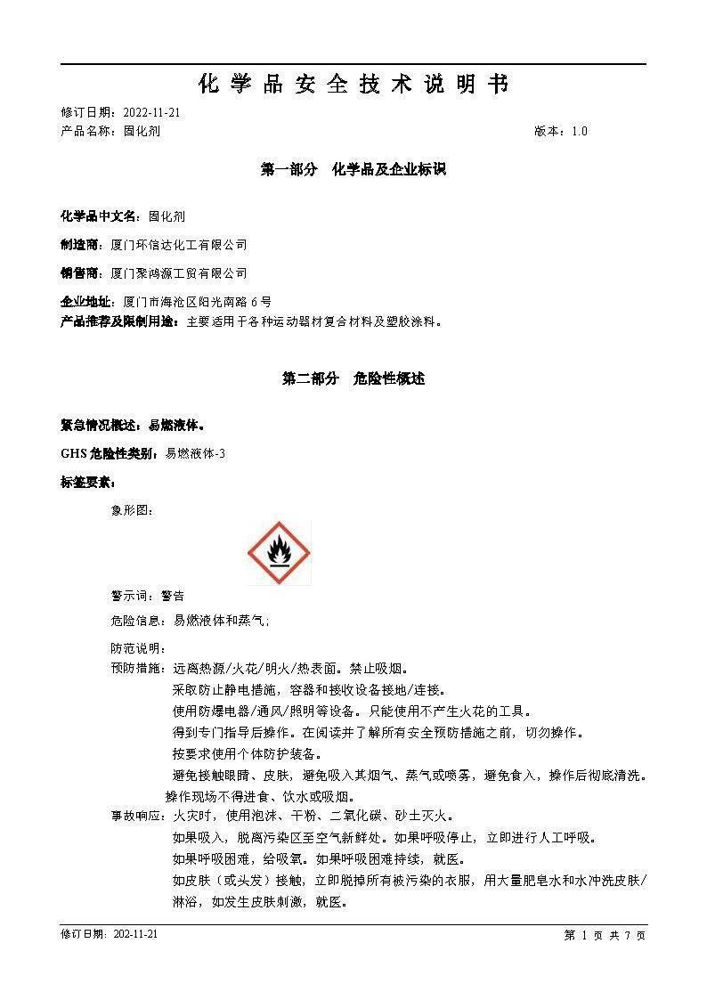 化学品安全技术说明书
修订日期：2022-11-21
产品名称：固化剂 版本：1.0
第一部分 化学品及企业标识
化学品中文名：固化剂
制造商：厦门环信达化工有限公司
销售商：厦门聚鸿源工贸有限公司
企业地址：厦门市海沧区阳光南路 6 号
产品推荐及限制用途：主要适用于各种运动器材复合材料及塑胶涂料。
第二部分 危险性概述
紧急情况概述：易燃液体。
GHS 危险性类别：易燃液体-3
标签要素：
象形图：
警示词：警告
危险信息：易燃液体和蒸气；
防范说明：
预防措施：远离热源/火花/明火/热表面。禁止吸烟。
采取防止静电措施，容器和接收设备接地/连接。
使用防爆电器/通风/照明等设备。只能使用不产生火花的工具。
得到专门指导后操作。在阅读并了解所有安全预防措施之前，切勿操作。
按要求使用个体防护装备。
避免接触眼睛、皮肤，避免吸入其烟气、蒸气或喷雾，避免食入，操作后彻底清洗。
操作现场不得进食、饮水或吸烟。
事故响应：火灾时，使用泡沫、干粉、二氧化碳、砂土灭火。
如果吸入，脱离污染区至空气新鲜处。如果呼吸停止，立即进行人工呼吸。
如果呼吸困难，给吸氧。如果呼吸困难持续，就医。
如皮肤（或头发）接触，立即脱掉所有被污染的衣服，用大量肥皂水和水冲洗皮肤/
淋浴，如发生皮肤刺激，就医。
修订日期：202-11-21 第 1 页 共 7 页